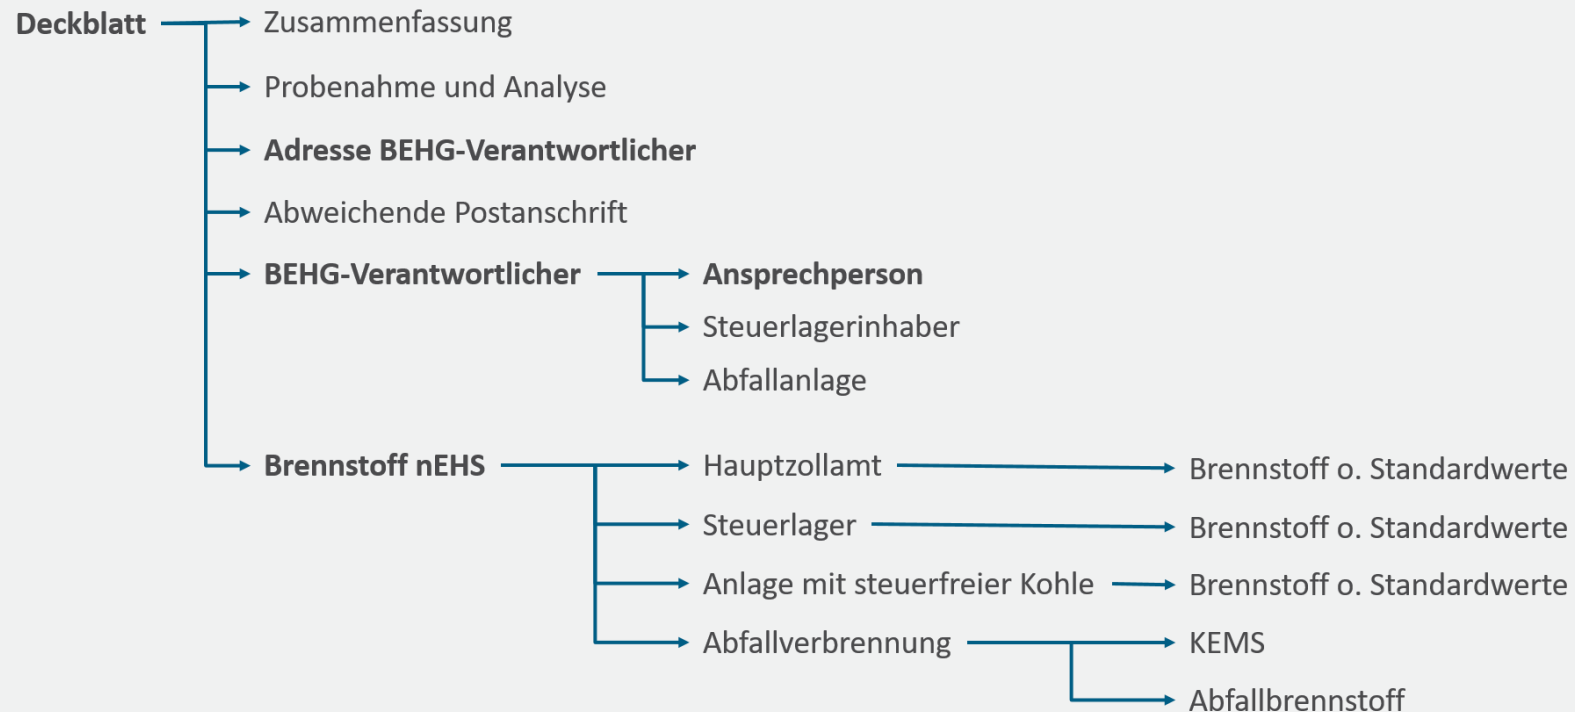 Deckblatt
Zusammenfassung
Probenahme und Analyse
Adresse BEHG-Verantwortlicher
Abweichende Postanschrift
BEHG-Verantwortlicher
Ansprechperson
Steuerlagerinhaber
Abfallanlage
Brennstoff nEHS
Hauptzollamt
Brennstoff o. Standardwerte
Steuerlager
Brennstoff o. Standardwerte
Anlage mit steuerfreier Kohle
Brennstoff o. Standardwerte
Abfallverbrennung
KEMS
Abfallbrennstoff